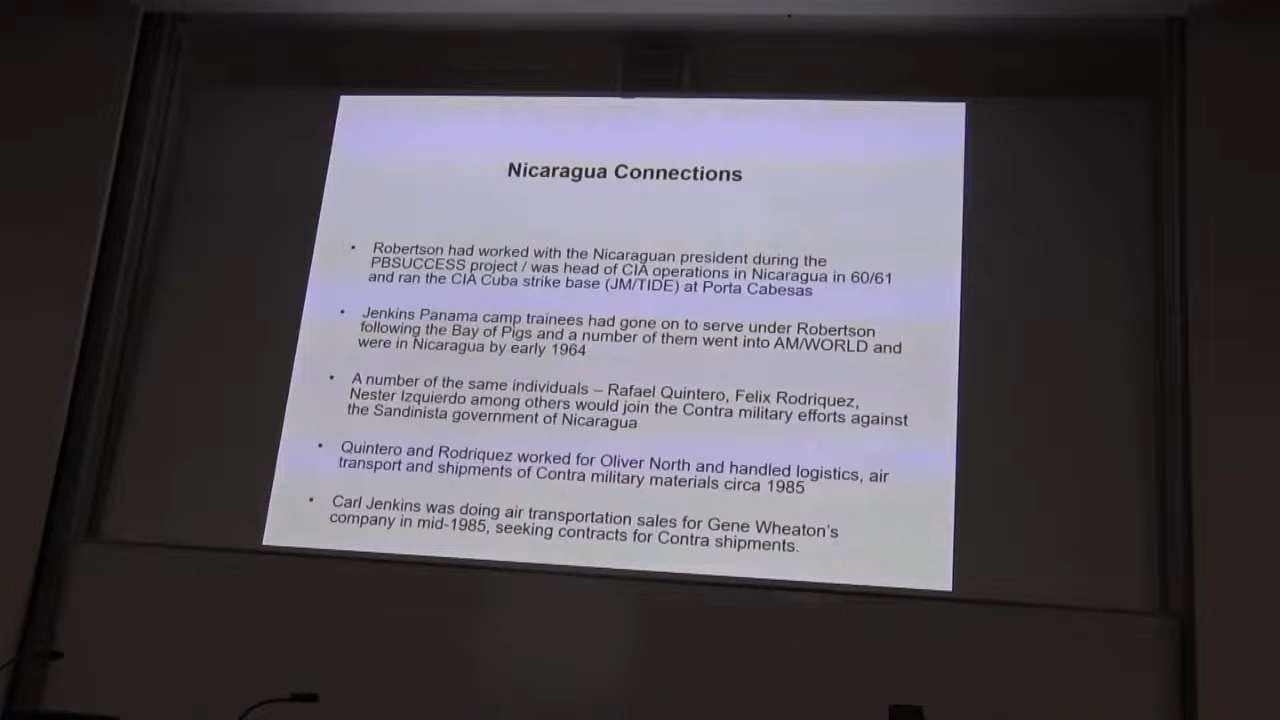 Nicaragua Connections
• Robertson had worked with the Nicaraguan president during the
PBSUCCESS project / was head of CIA operations in Nicaragua in 60/61
and ran the CIA Cuba strike base (JM/TIDE) at Porta Cabesas
• Jenkins Panama camp trainees had gone on to serve under Robertson
following the Bay of Pigs and a number of them went into AM/WORLD and
were in Nicaragua by early 1964
• A number of the same individuals – Rafael Quintero, Felix Rodriquez,
Nester Izquierdo among others would join the Contra military efforts against
the Sandinista government of Nicaragua
• Quintero and Rodriquez worked for Oliver North and handled logistics, air
transport and shipments of Contra military materials circa 1985
• Carl Jenkins was doing air transportation sales for Gene Wheaton's
company in mid-1985, seeking contracts for Contra shipments.